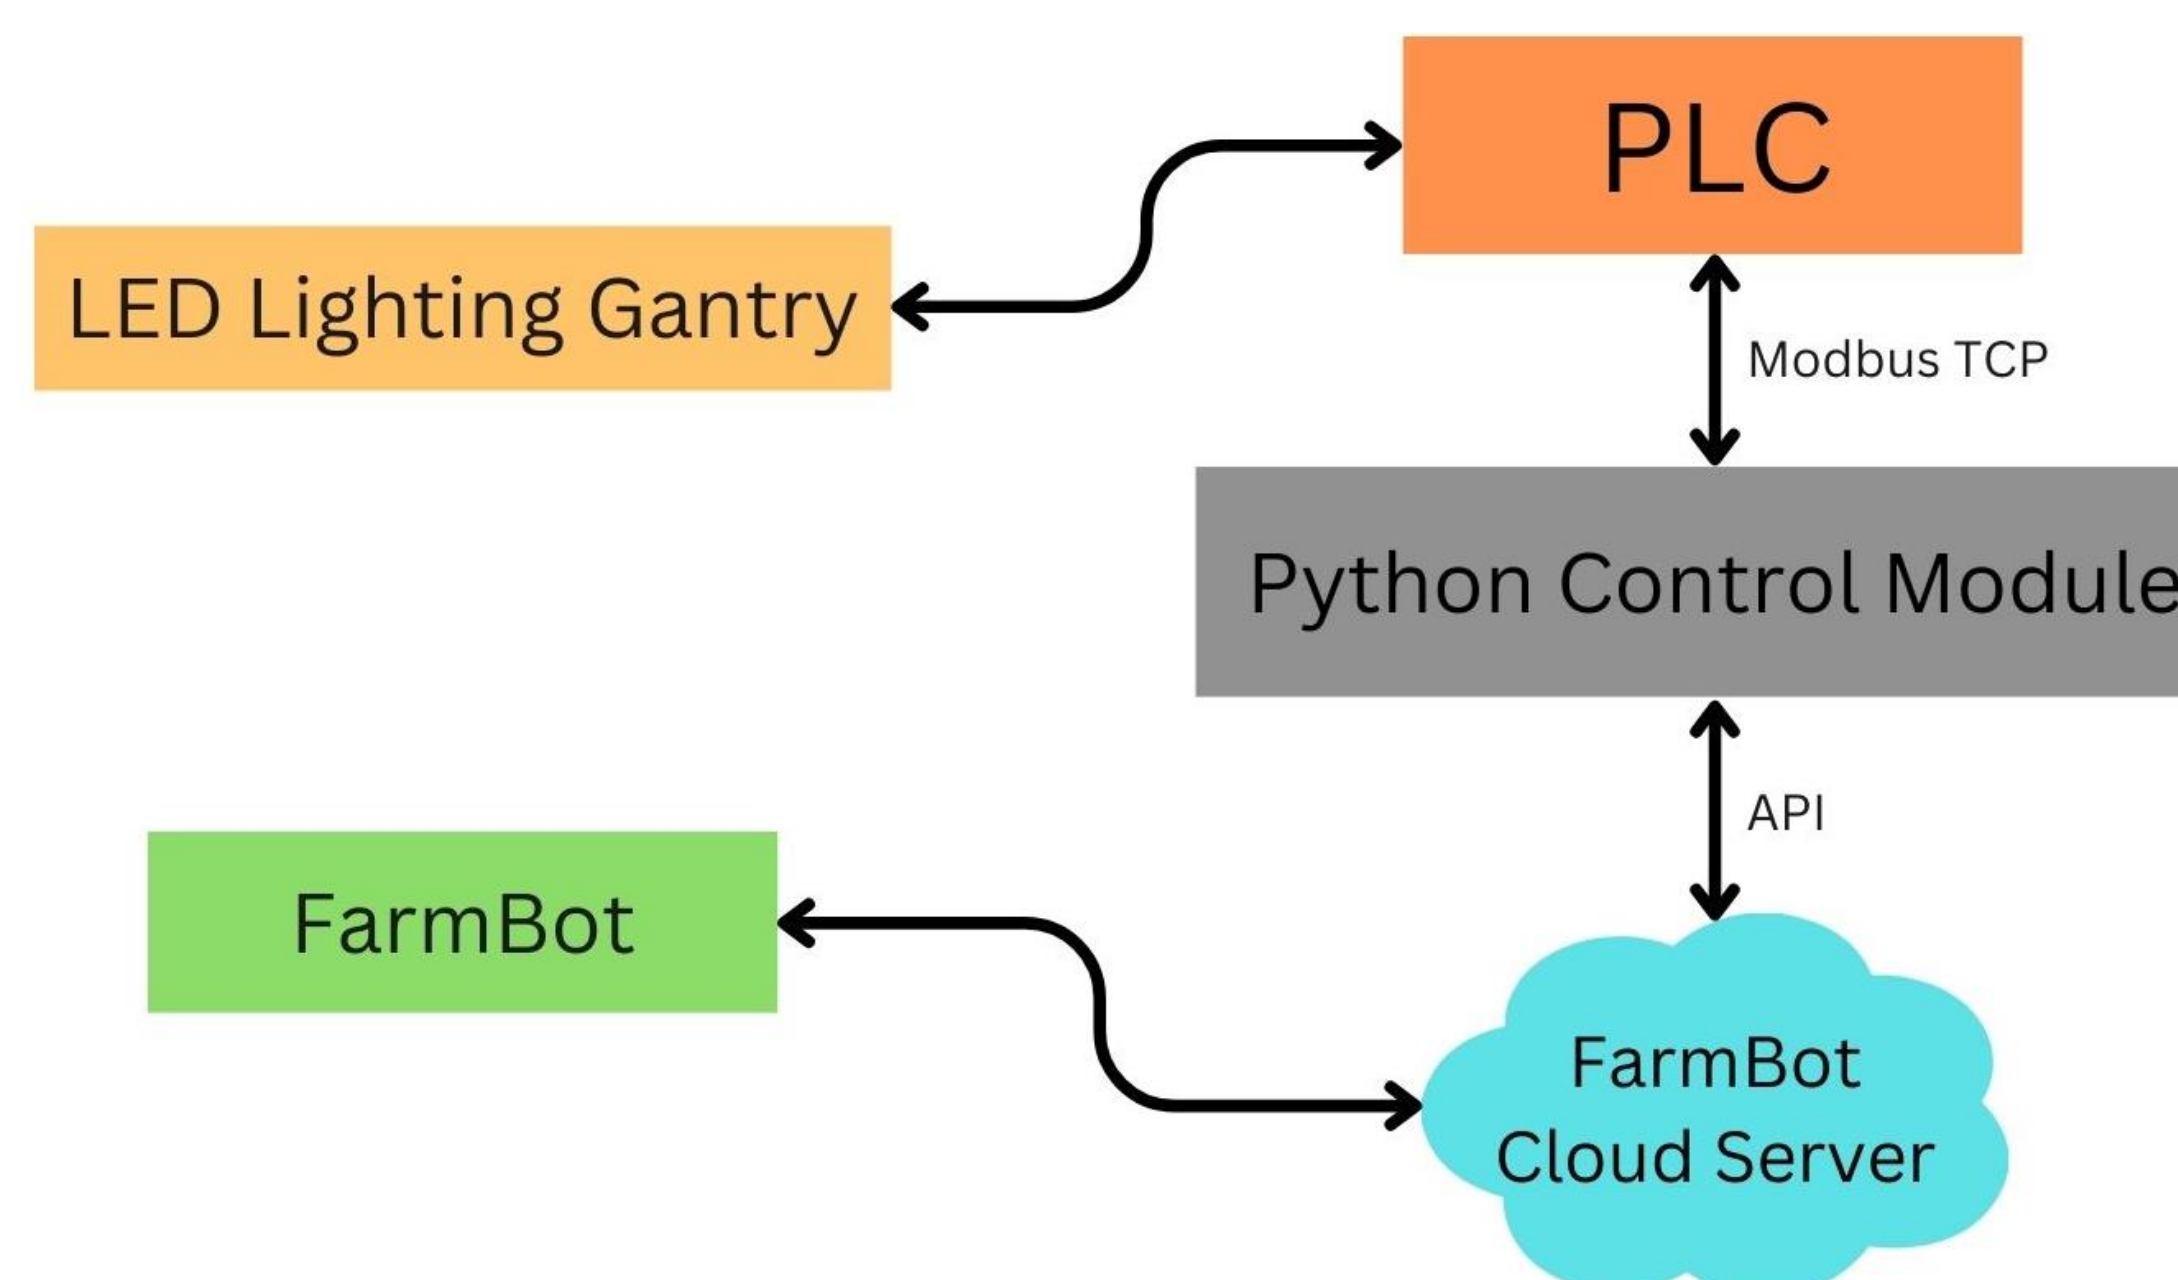 PLC
LED Lighting Gantry
Modbus TCP
Python Control Module
API
FarmBot
FarmBot
Cloud Server